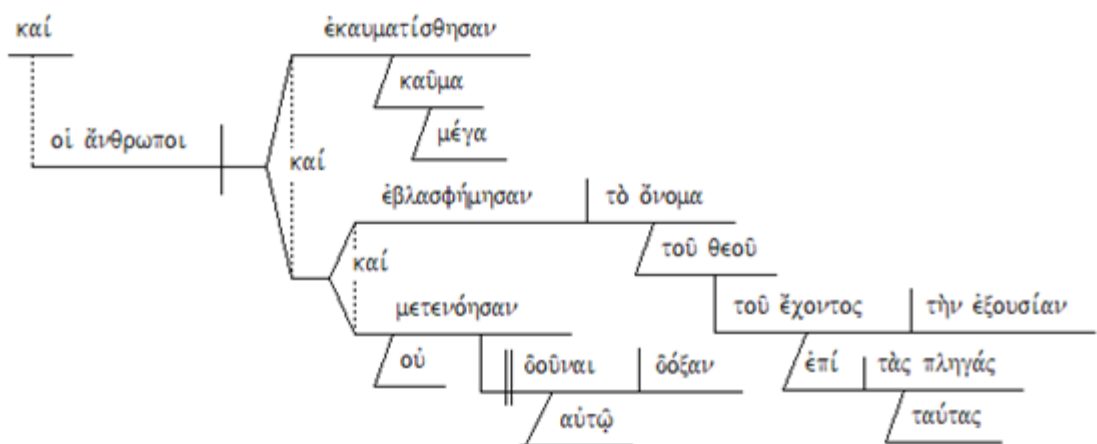 καί
ἐκαυματίσθησαν
καῦμα
μέγα
οἱ ἄνθρωποι
καί
ἐβλασφήμησαν τὸ ὄνομα
τοῦ θεοῦ
καί
τοῦ ἔχοντος τὴν ἐξουσίαν
μετενόησαν
οὐ
δοῦναι δόξαν
ἐπί τὰς πληγάς
αὐτῷ
ταύτας